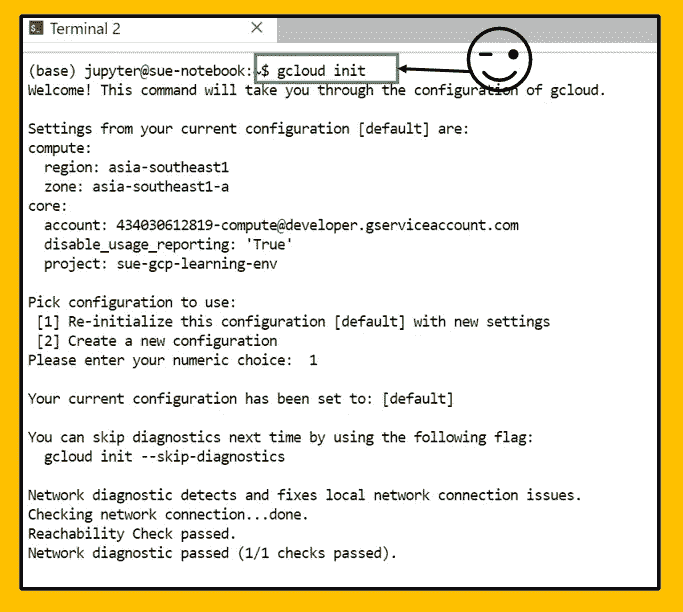 Terminal 2
(base) jupyter@sue-notebook:~$ gcloud init
Welcome! This command will take you through the configuration of gcloud.
Settings from your current configuration [default] are:
compute:
  region: asia-southeast1
  zone: asia-southeast1-a
core:
  account: 434030612819-compute@developer.gserviceaccount.com
  disable_usage_reporting: 'True'
  project: sue-gcp-learning-env
Pick configuration to use:
 [1] Re-initialize this configuration [default] with new settings
 [2] Create a new configuration
Please enter your numeric choice:  1
Your current configuration has been set to: [default]
You can skip diagnostics next time by using the following flag:
  gcloud init --skip-diagnostics
Network diagnostic detects and fixes local network connection issues.
Checking network connection...done.
Reachability Check passed.
Network diagnostic passed (1/1 checks passed).